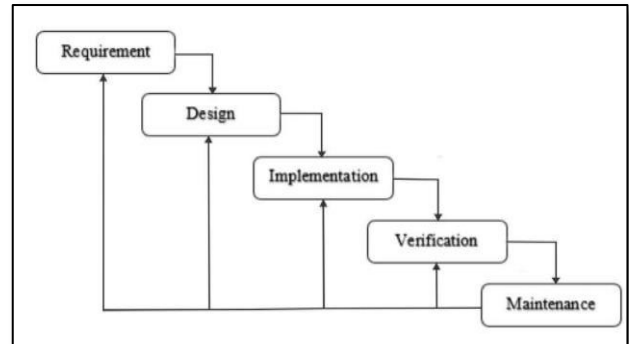 Requirement
Design
Implementation
Verification
Maintenance